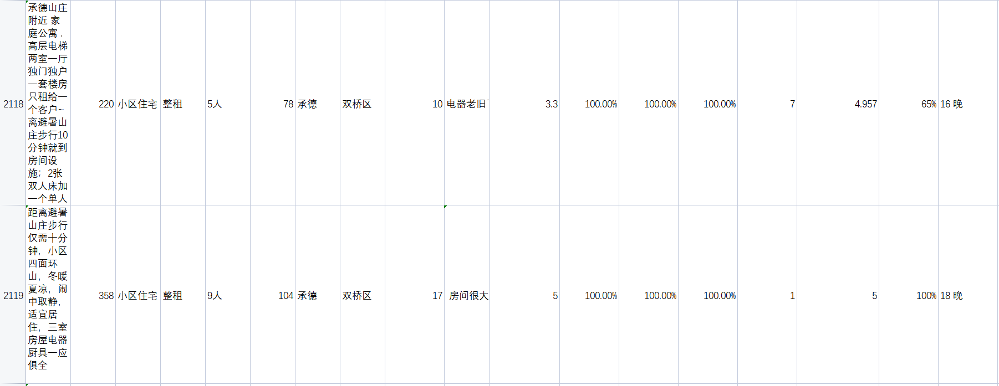 承德山庄
附近 家
庭公寓 .
高层电梯
两室一厅
独门独户
一套楼房
只租给一
个客户~
离避暑山
庄步行10
分钟就到
房间设
施；2张
双人床加
一个单人
2118
220
小区住宅
整租
5人
78
承德
双桥区
10
电器老旧
3.3
100.00%
100.00%
100.00%
7
4.957
65%
16 晚
距离避暑
山庄步行
仅需十分
钟，小区
四面环
山，冬暖
夏凉，闹
中取静，
适宜居
住，三室
房屋电器
厨具一应
俱全
2119
358
小区住宅
整租
9人
104
承德
双桥区
17
房间很大
5
100.00%
100.00%
100.00%
1
5
100%
18 晚